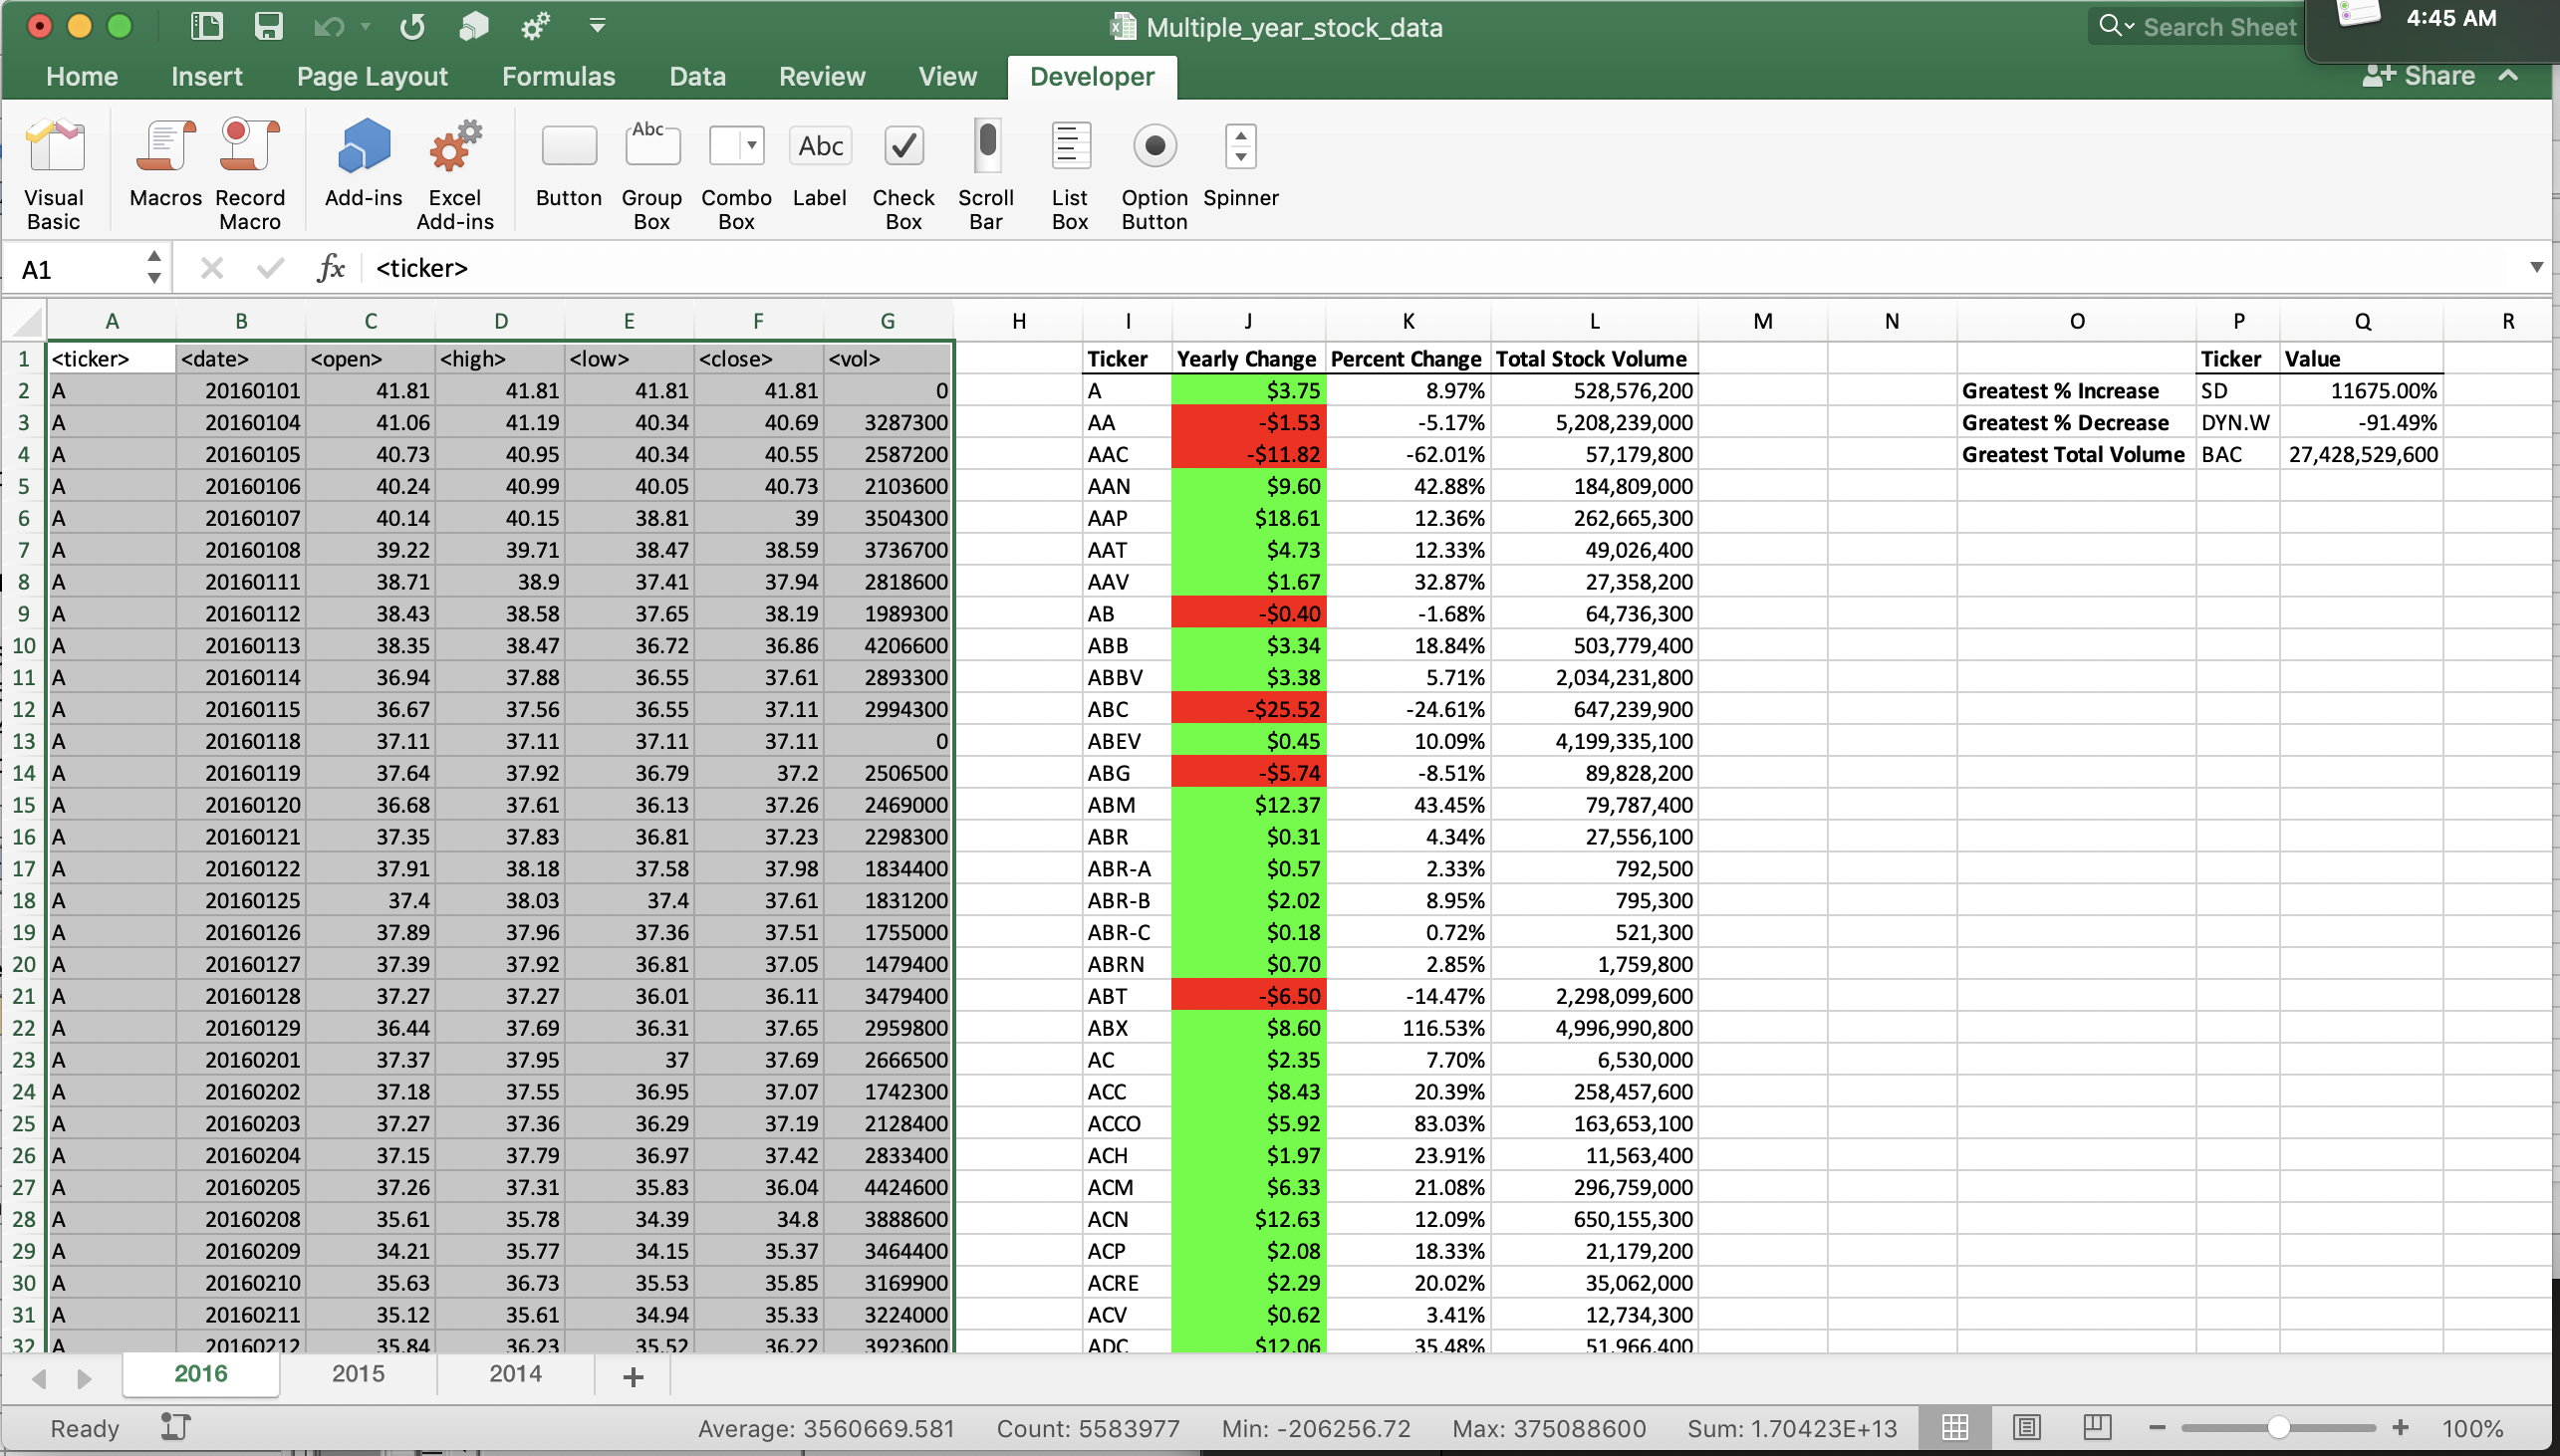 Multiple_year_stock_data
Search Sheet
4:45 AM
Home Insert Page Layout Formulas Data Review View Developer
Share
Visual Basic Macros Record Macro Add-ins Excel Add-ins Button Group Box Combo Box Label Check Box Scroll Bar List Box Option Button Spinner
Abc Abc
A1 fx <ticker>
A B C D E F G H I J K L M N O P Q R
1 <ticker> <date> <open> <high> <low> <close> <vol> Ticker Yearly Change Percent Change Total Stock Volume Ticker Value
2 A 20160101 41.81 41.81 41.81 41.81 0 A $3.75 8.97% 528,576,200 Greatest % Increase SD 11675.00%
3 A 20160104 41.06 41.19 40.34 40.69 3287300 AA -$1.53 -5.17% 5,208,239,000 Greatest % Decrease DYN.W -91.49%
4 A 20160105 40.73 40.95 40.34 40.55 2587200 AAC -$11.82 -62.01% 57,179,800 Greatest Total Volume BAC 27,428,529,600
5 A 20160106 40.24 40.99 40.05 40.73 2103600 AAN $9.60 42.88% 184,809,000
6 A 20160107 40.14 40.15 38.81 39 3504300 AAP $18.61 12.36% 262,665,300
7 A 20160108 39.22 39.71 38.47 38.59 3736700 AAT $4.73 12.33% 49,026,400
8 A 20160111 38.71 38.9 37.41 37.94 2818600 AAV $1.67 32.87% 27,358,200
9 A 20160112 38.43 38.58 37.65 38.19 1989300 AB -$0.40 -1.68% 64,736,300
10 A 20160113 38.35 38.47 36.72 36.86 4206600 ABB $3.34 18.84% 503,779,400
11 A 20160114 36.94 37.88 36.55 37.61 2893300 ABBV $3.38 5.71% 2,034,231,800
12 A 20160115 36.67 37.56 36.55 37.11 2994300 ABC -$25.52 -24.61% 647,239,900
13 A 20160118 37.11 37.11 37.11 37.11 0 ABEV $0.45 10.09% 4,199,335,100
14 A 20160119 37.64 37.92 36.79 37.2 2506500 ABG -$5.74 -8.51% 89,828,200
15 A 20160120 36.68 37.61 36.13 37.26 2469000 ABM $12.37 43.45% 79,787,400
16 A 20160121 37.35 37.83 36.81 37.23 2298300 ABR $0.31 4.34% 27,556,100
17 A 20160122 37.91 38.18 37.58 37.98 1834400 ABR-A $0.57 2.33% 792,500
18 A 20160125 37.4 38.03 37.4 37.61 1831200 ABR-B $2.02 8.95% 795,300
19 A 20160126 37.89 37.96 37.36 37.51 1755000 ABR-C $0.18 0.72% 521,300
20 A 20160127 37.39 37.92 36.81 37.05 1479400 ABRN $0.70 2.85% 1,759,800
21 A 20160128 37.27 37.27 36.01 36.11 3479400 ABT -$6.50 -14.47% 2,298,099,600
22 A 20160129 36.44 37.69 36.31 37.65 2959800 ABX $8.60 116.53% 4,996,990,800
23 A 20160201 37.37 37.95 37 37.69 2666500 AC $2.35 7.70% 6,530,000
24 A 20160202 37.18 37.55 36.95 37.07 1742300 ACC $8.43 20.39% 258,457,600
25 A 20160203 37.27 37.36 36.29 37.19 2128400 ACCO $5.92 83.03% 163,653,100
26 A 20160204 37.15 37.79 36.97 37.42 2833400 ACH $1.97 23.91% 11,563,400
27 A 20160205 37.26 37.31 35.83 36.04 4424600 ACM $6.33 21.08% 296,759,000
28 A 20160208 35.61 35.78 34.39 34.8 3888600 ACN $12.63 12.09% 650,155,300
29 A 20160209 34.21 35.77 34.15 35.37 3464400 ACP $2.08 18.33% 21,179,200
30 A 20160210 35.63 36.73 35.53 35.85 3169900 ACRE $2.29 20.02% 35,062,000
31 A 20160211 35.12 35.61 34.94 35.33 3224000 ACV $0.62 3.41% 12,734,300
32 A 20160212 35.84 36.23 35.52 36.22 3923600 ADC $12.06 35.48% 51,966,400
2016 2015 2014 +
Ready Average: 3560669.581 Count: 5583977 Min: -206256.72 Max: 375088600 Sum: 1.70423E+13 100%